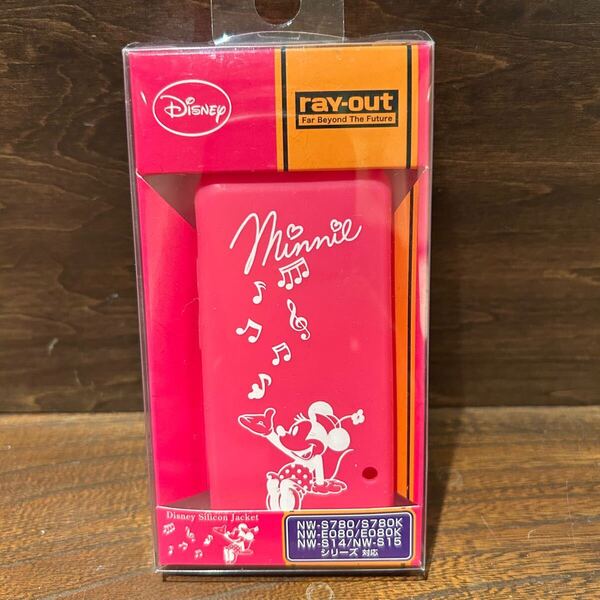 Disney
ray-out
Far Beyond The Future
Minnie
Disney Silicon Jacket
NW-S780/S780K
NW-E080/E080K
NW-S14/NW-S15
シリーズ 対応